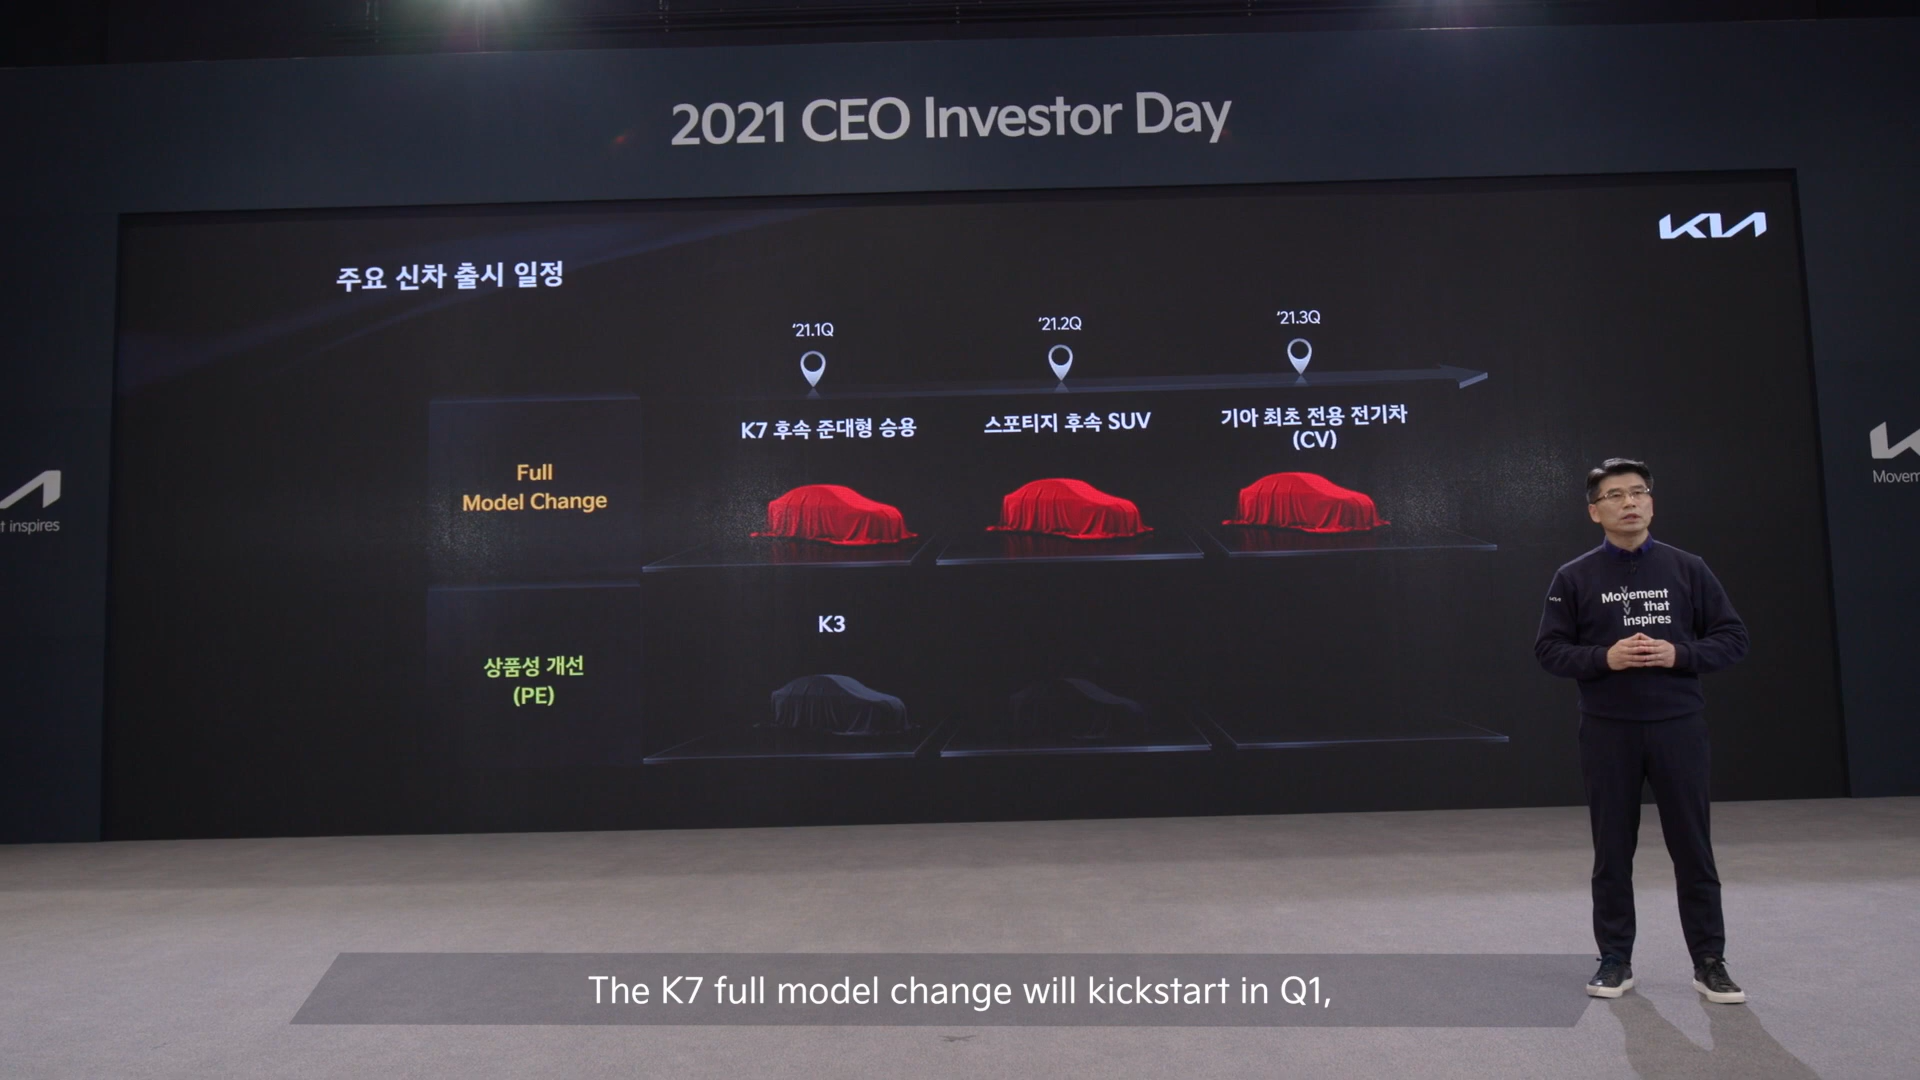 2021 CEO Investor Day
KIA
주요 신차 출시 일정
'21.1Q
'21.2Q
'21.3Q
K7 후속 준대형 승용
스포티지 후속 SUV
기아 최초 전용 전기차
(CV)
Full
Model Change
K3
상품성 개선
(PE)
t inspires
Movem
KIA
Movement
that
inspires
The K7 full model change will kickstart in Q1,